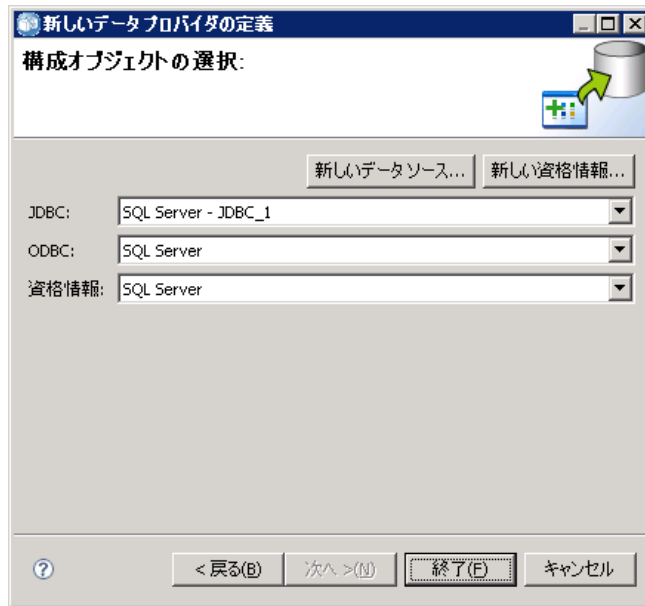 新しいデータプロバイダの定義
構成オブジェクトの選択:
新しいデータソース... 新しい資格情報...
JDBC: SQL Server - JDBC_1
ODBC: SQL Server
資格情報: SQL Server
? < 戻る(B) 次へ >(N) 終了(F) キャンセル